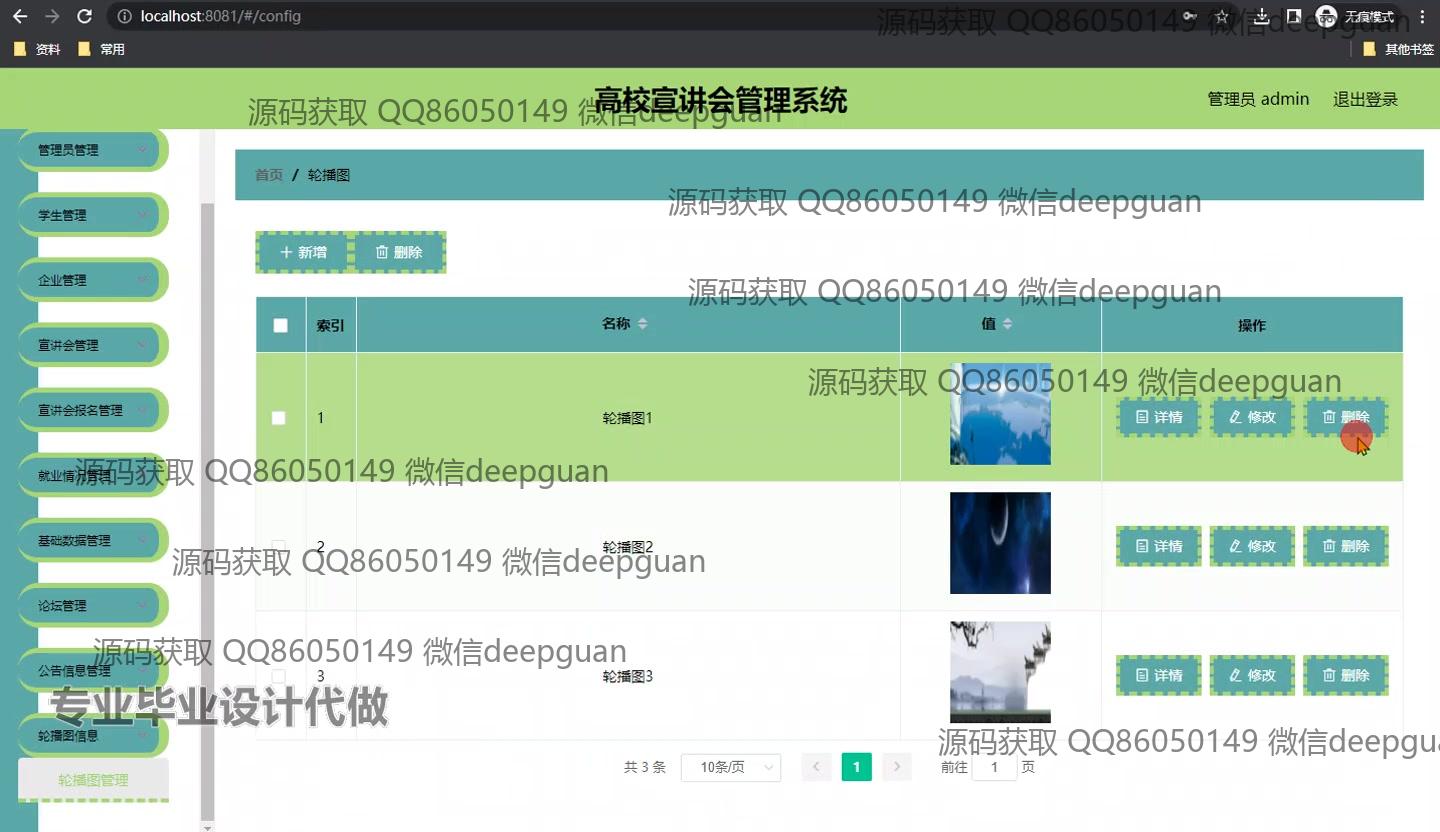 localhost:8081/#/config
无痕模式
资料
常用
其他书签
源码获取 QQ86050149 微信deepguan
高校宣讲会管理系统
管理员 admin
退出登录
源码获取 QQ86050149 微信deepguan
管理员管理
首页 / 轮播图
源码获取 QQ86050149 微信deepguan
学生管理
新增
删除
企业管理
源码获取 QQ86050149 微信deepguan
索引
名称
值
操作
宣讲会管理
源码获取 QQ86050149 微信deepguan
宣讲会报名管理
1
轮播图1
详情
修改
删除
就业情况管理
源码获取 QQ86050149 微信deepguan
基础数据管理
2
轮播图2
详情
修改
删除
源码获取 QQ86050149 微信deepguan
论坛管理
源码获取 QQ86050149 微信deepguan
公告信息管理
3
轮播图3
详情
修改
删除
专业毕业设计代做
轮播图信息
源码获取 QQ86050149 微信deepgua
轮播图管理
共 3 条
10条/页
1
前往
1
页